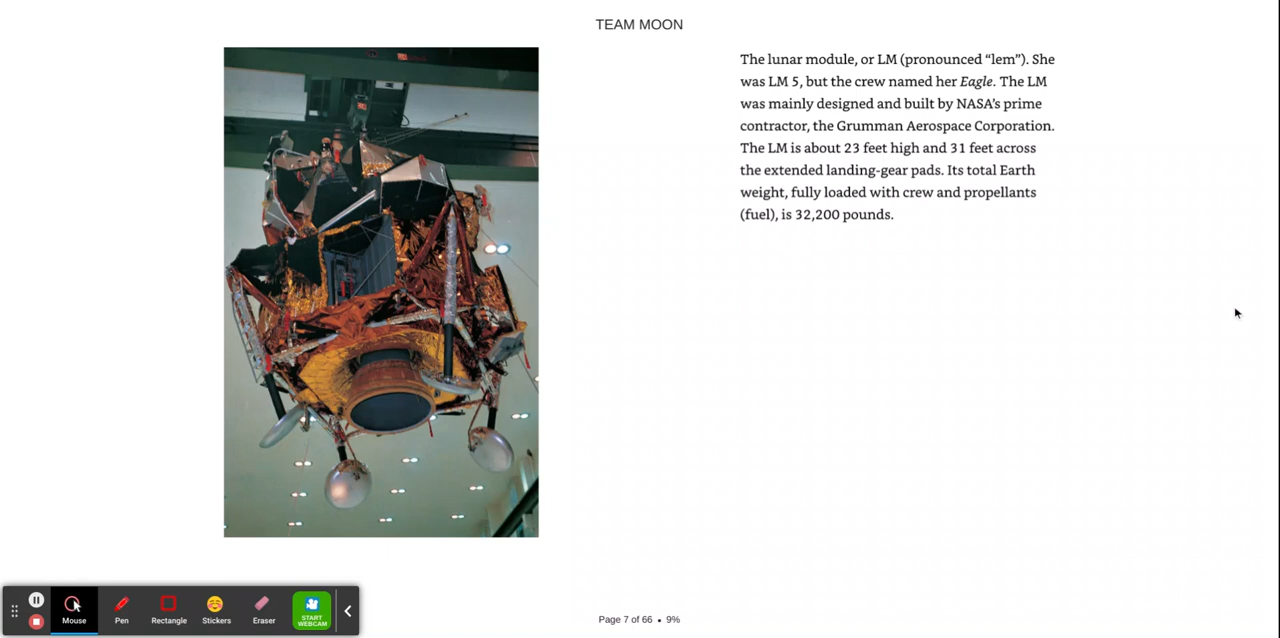 TEAM MOON
The lunar module, or LM (pronounced “lem”). She
was LM 5, but the crew named her Eagle. The LM
was mainly designed and built by NASA’s prime
contractor, the Grumman Aerospace Corporation.
The LM is about 23 feet high and 31 feet across
the extended landing-gear pads. Its total Earth
weight, fully loaded with crew and propellants
(fuel), is 32,200 pounds.
Mouse
Pen
Rectangle
Stickers
Eraser
START
WEBCAM
Page 7 of 66 • 9%